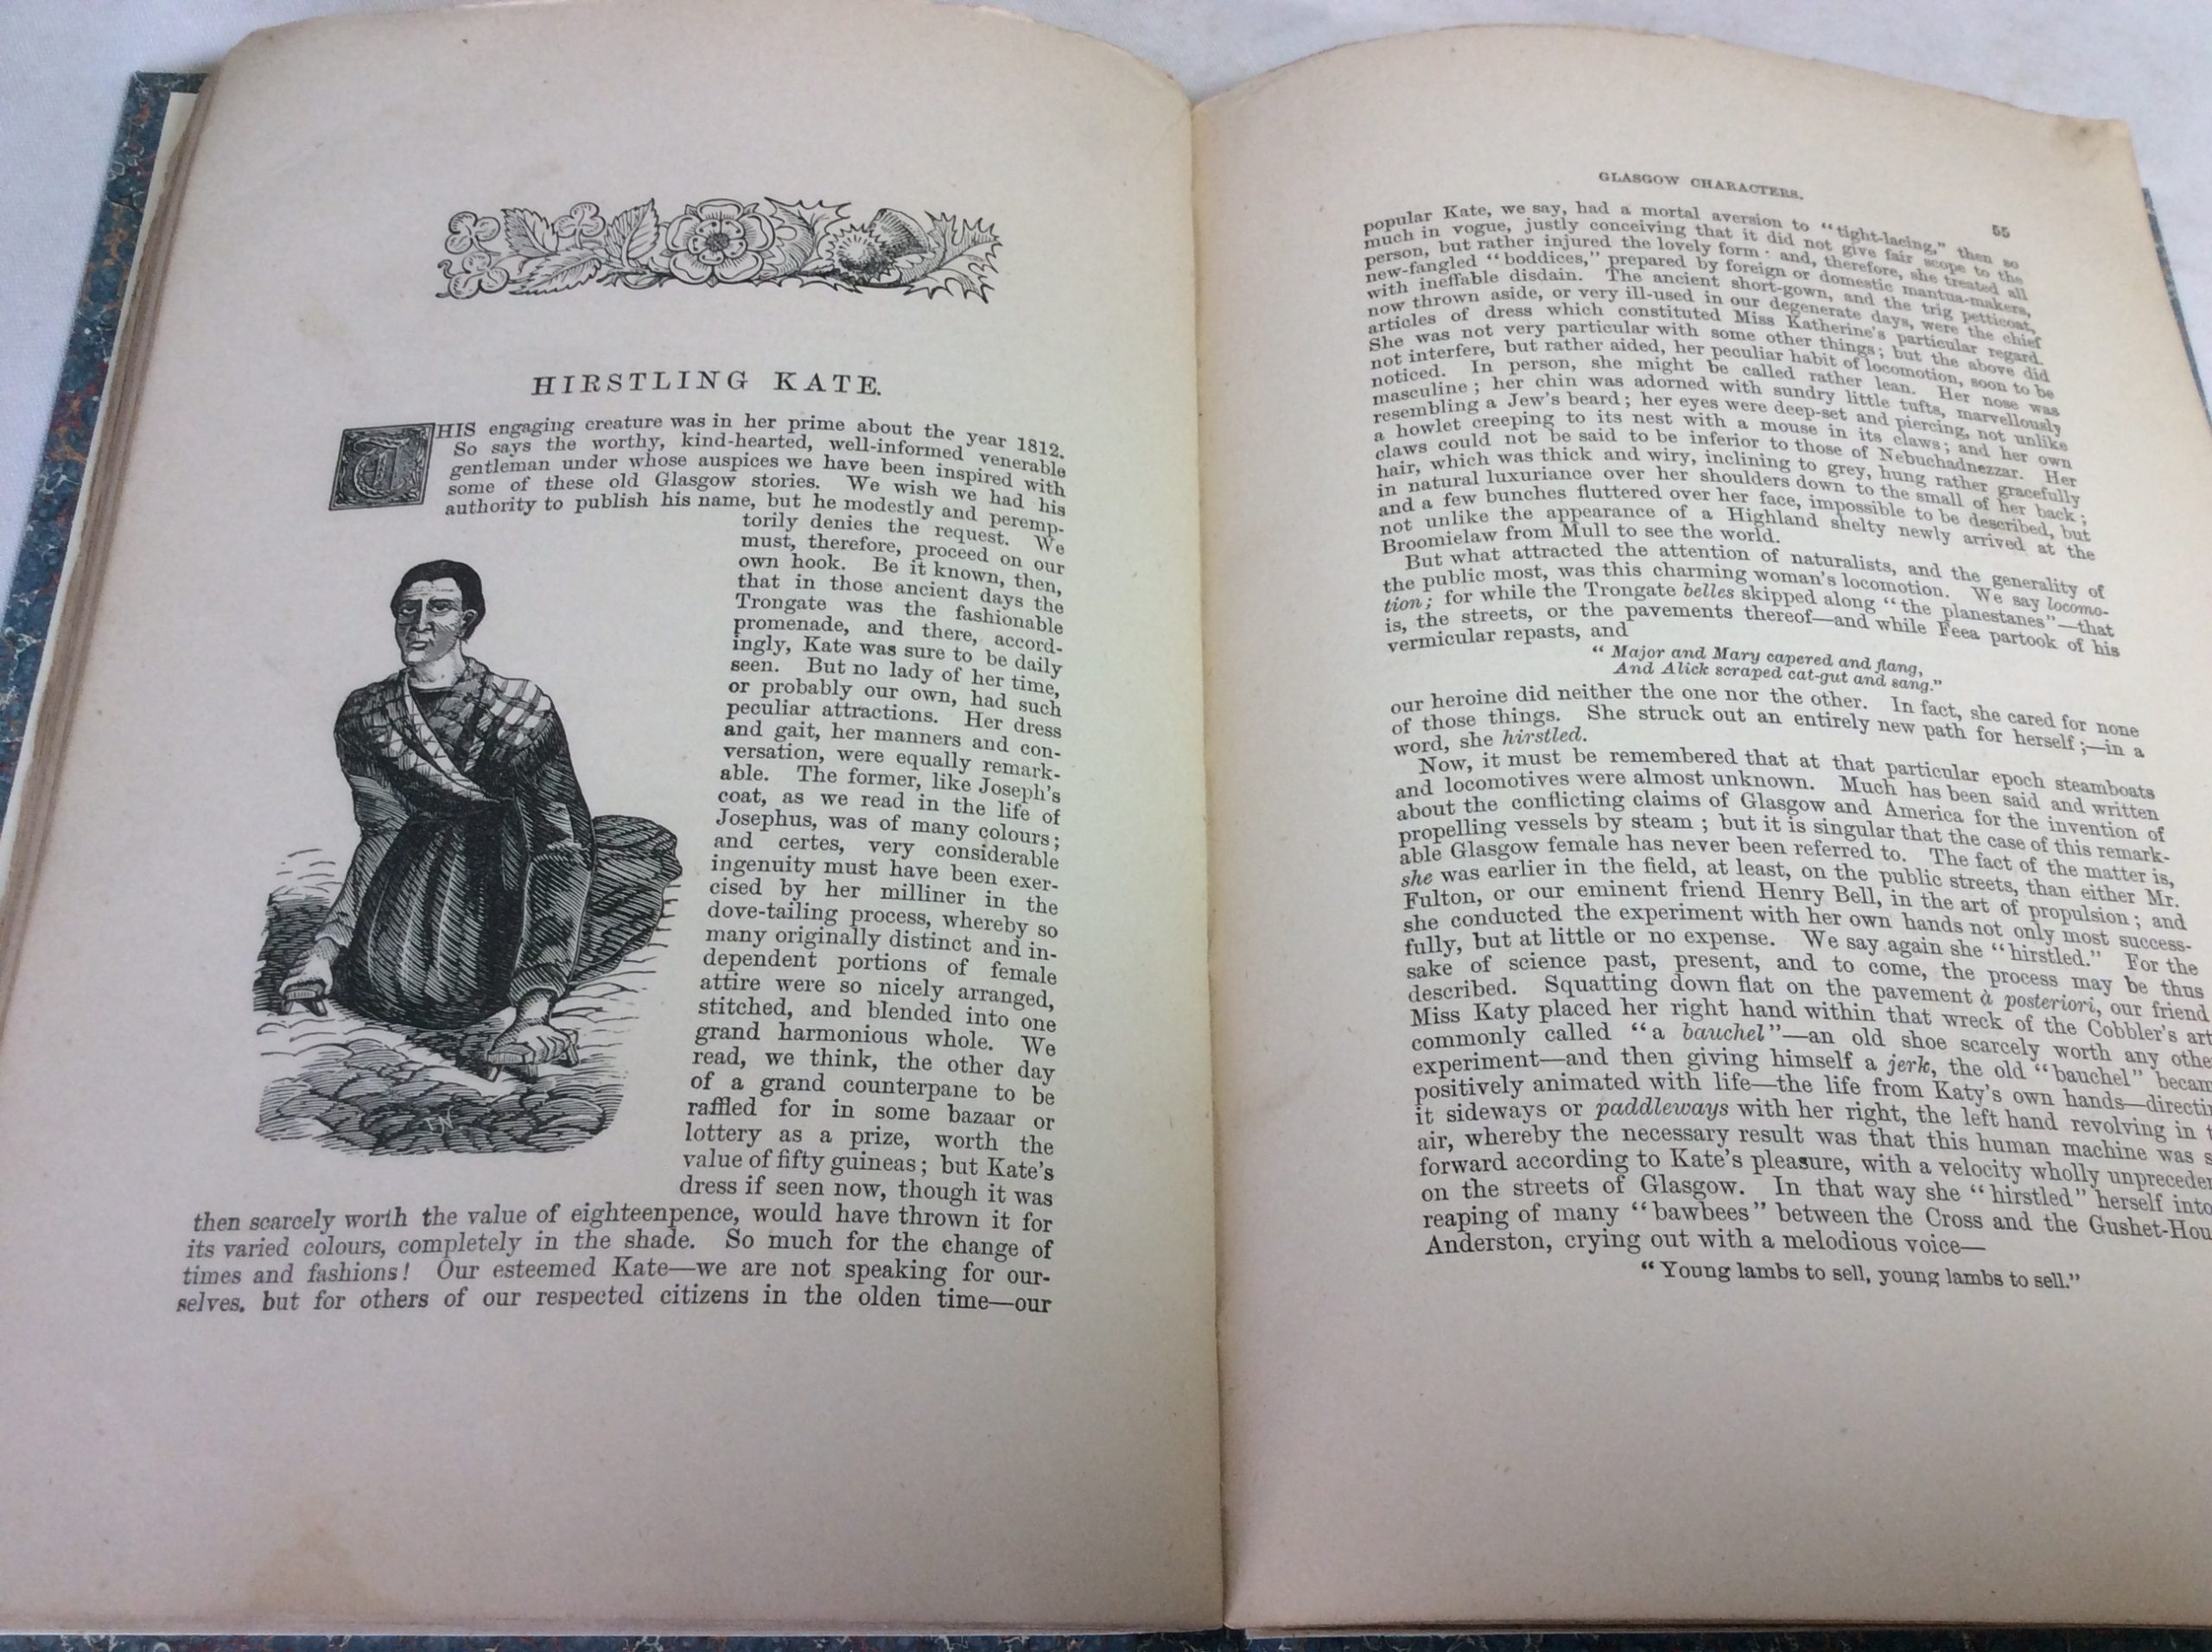 HIRSTLING KATE.
THIS engaging creature was in her prime about the year 1812.
So says the worthy, kind-hearted, well-informed venerable
gentleman under whose auspices we have been inspired with
some of these old Glasgow stories. We wish we had his
authority to publish his name, but he modestly and peremp-
torily denies the request. We
must, therefore, proceed on our
own hook. Be it known, then,
that in those ancient days the
Trongate was the fashionable
promenade, and there, accord-
ingly, Kate was sure to be daily
seen. But no lady of her time,
or probably our own, had such
peculiar attractions. Her dress
and gait, her manners and con-
versation, were equally remark-
able. The former, like Joseph's
coat, as we read in the life of
Josephus, was of many colours;
and certes, very considerable
ingenuity must have been exer-
cised by her milliner in the
dove-tailing process, whereby so
many originally distinct and in-
dependent portions of female
attire were so nicely arranged,
stitched, and blended into one
grand harmonious whole. We
read, we think, the other day
of a grand counterpane to be
raffled for in some bazaar or
lottery as a prize, worth the
value of fifty guineas; but Kate's
dress if seen now, though it was
then scarcely worth the value of eighteenpence, would have thrown it for
its varied colours, completely in the shade. So much for the change of
times and fashions! Our esteemed Kate—we are not speaking for our-
selves, but for others of our respected citizens in the olden time—our
GLASGOW CHARACTERS.
55
popular Kate, we say, had a mortal aversion to "tight-lacing," then so
much in vogue, justly conceiving that it did not give fair scope to the
person, but rather injured the lovely form; and, therefore, she treated all
new-fangled "boddices," prepared by foreign or domestic mantua-makers,
with ineffable disdain. The ancient short-gown, and the trig petticoat,
now thrown aside, or very ill-used in our degenerate days, were the chief
articles of dress which constituted Miss Katherine's particular regard.
She was not very particular with some other things; but the above did
not interfere, but rather aided, her peculiar habit of locomotion, soon to be
noticed. In person, she might be called rather lean. Her nose was
masculine; her chin was adorned with sundry little tufts, marvellously
resembling a Jew's beard; her eyes were deep-set and piercing, not unlike
a howlet creeping to its nest with a mouse in its claws; and her own
claws could not be said to be inferior to those of Nebuchadnezzar. Her
hair, which was thick and wiry, inclining to grey, hung rather gracefully
in natural luxuriance over her shoulders down to the small of her back;
and a few bunches fluttered over her face, impossible to be described, but
not unlike the appearance of a Highland shelty newly arrived at the
Broomielaw from Mull to see the world.
But what attracted the attention of naturalists, and the generality of
the public most, was this charming woman's locomotion. We say locomo-
tion; for while the Trongate belles skipped along "the planestanes"—that
is, the streets, or the pavements thereof—and while Feea partook of his
vermicular repasts, and
"Major and Mary capered and flang,
And Alick scraped cat-gut and sang."
our heroine did neither the one nor the other. In fact, she cared for none
of those things. She struck out an entirely new path for herself;—in a
word, she hirstled.
Now, it must be remembered that at that particular epoch steamboats
and locomotives were almost unknown. Much has been said and written
about the conflicting claims of Glasgow and America for the invention of
propelling vessels by steam; but it is singular that the case of this remark-
able Glasgow female has never been referred to. The fact of the matter is,
she was earlier in the field, at least, on the public streets, than either Mr.
Fulton, or our eminent friend Henry Bell, in the art of propulsion; and
she conducted the experiment with her own hands not only most success-
fully, but at little or no expense. We say again she "hirstled." For the
sake of science past, present, and to come, the process may be thus
described. Squatting down flat on the pavement à posteriori, our friend
Miss Katy placed her right hand within that wreck of the Cobbler's art
commonly called "a bauchel"—an old shoe scarcely worth any othe
experiment—and then giving himself a jerk, the old "bauchel" becam
positively animated with life—the life from Katy's own hands—directin
it sideways or paddleways with her right, the left hand revolving in t
air, whereby the necessary result was that this human machine was s
forward according to Kate's pleasure, with a velocity wholly unpreceden
on the streets of Glasgow. In that way she "hirstled" herself into
reaping of many "bawbees" between the Cross and the Gushet-Hou
Anderston, crying out with a melodious voice—
"Young lambs to sell, young lambs to sell."